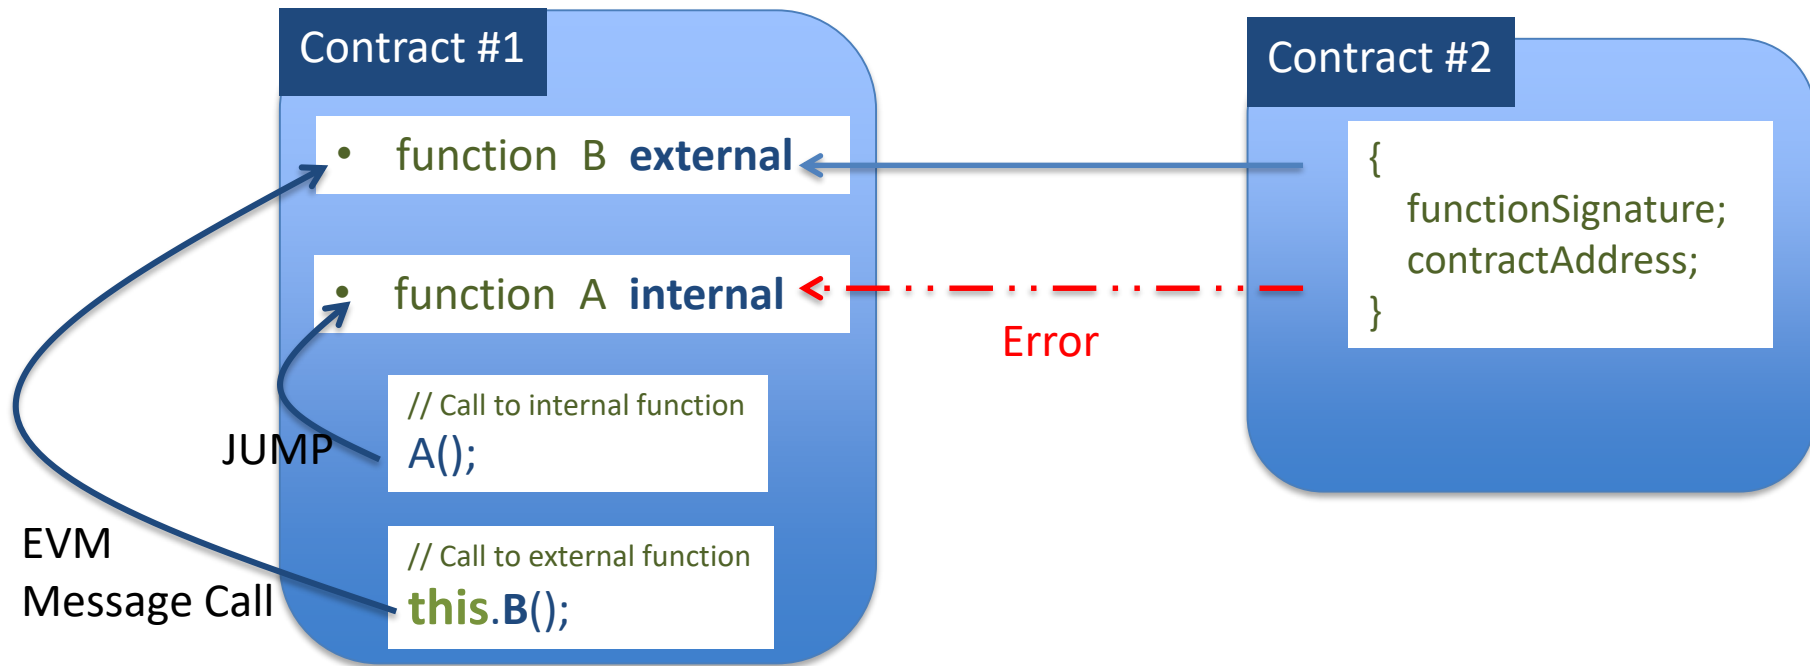 Contract #1
• function B external
• function A internal
// Call to internal function
A();
JUMP
// Call to external function
this.B();
EVM
Message Call
Error
Contract #2
{
functionSignature;
contractAddress;
}